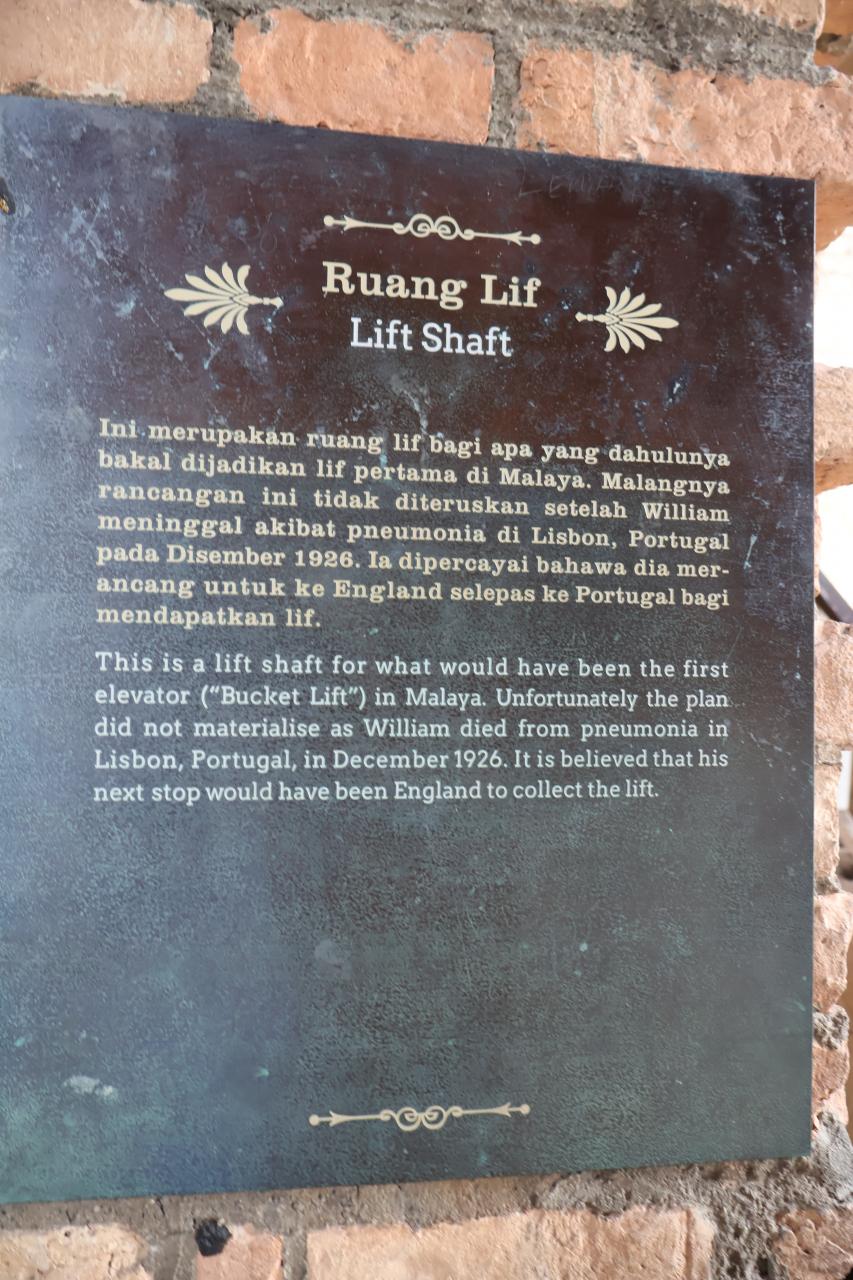 Ruang Lif
Lift Shaft
Ini merupakan ruang lif bagi apa yang dahulunya
bakal dijadikan lif pertama di Malaya. Malangnya
rancangan ini tidak diteruskan setelah William
meninggal akibat pneumonia di Lisbon, Portugal
pada Disember 1926. Ia dipercayai bahawa dia mer-
ancang untuk ke England selepas ke Portugal bagi
mendapatkan lif.
This is a lift shaft for what would have been the first
elevator (“Bucket Lift”) in Malaya. Unfortunately the plan
did not materialise as William died from pneumonia in
Lisbon, Portugal, in December 1926. It is believed that his
next stop would have been England to collect the lift.